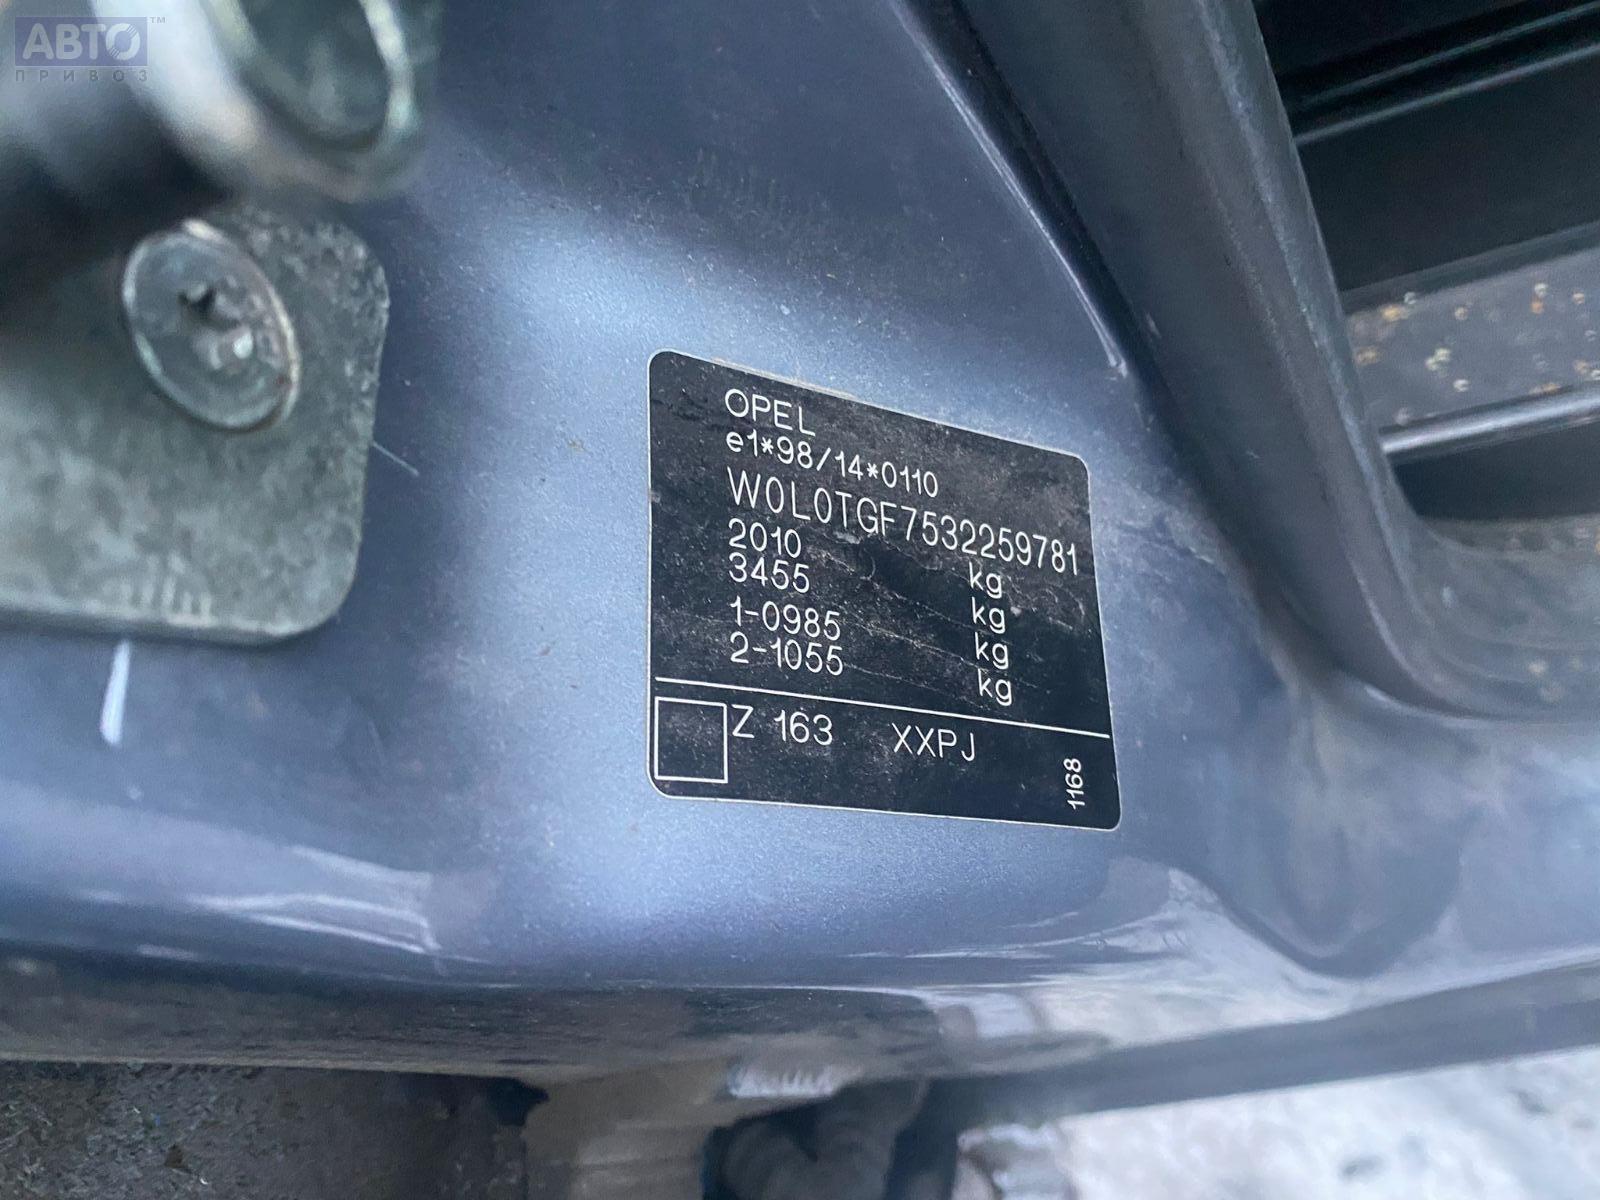 АВТО™
ПРИВОЗ
OPEL
e1*98/14*0110
W0L0TGF7532259781
2010 kg
3455 kg
1-0985 kg
2-1055 kg
Z 163 XXPJ
1168